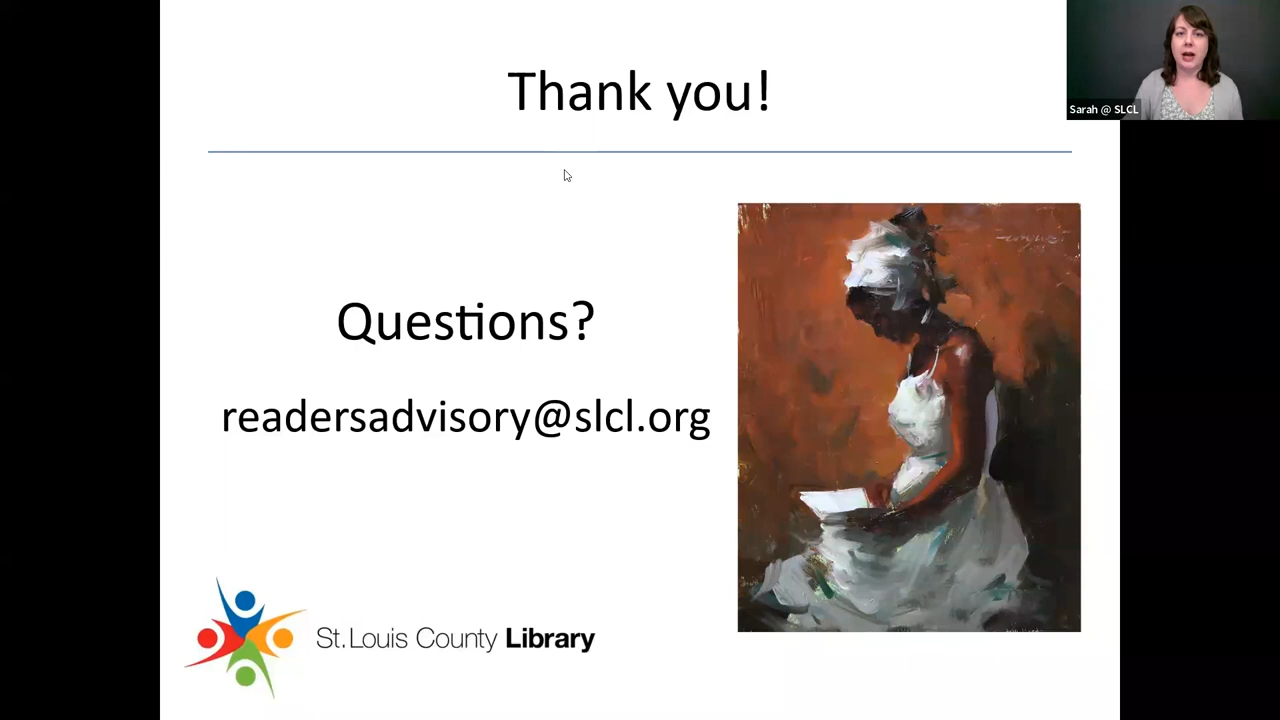 Thank you!
Sarah @ SLCL
Questions?
readersadvisory@slcl.org
St. Louis County Library